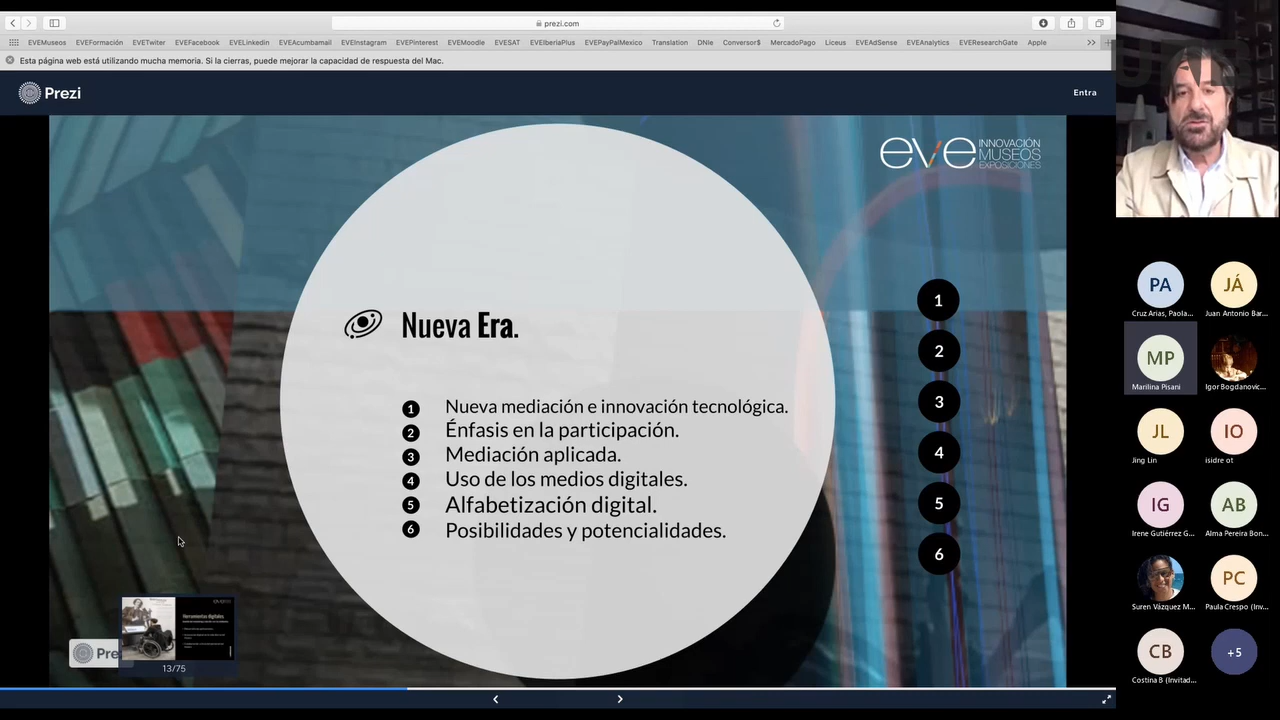 prezi.com
EVEMuseos EVEFormación EVETwiter EVEFacebook EVELinkedin EVEAcumbamail EVEInstagram EVEPinterest EVEMoodle EVESAT EVEIberiaPlus EVEPayPalMexico Translation DNIe Conversor$ MercadoPago Liceus EVEAdSense EVEAnalytics EVEResearchGate Apple
Esta página web está utilizando mucha memoria. Si la cierras, puede mejorar la capacidad de respuesta del Mac.
Prezi
Entra
eve INNOVACIÓN
MUSEOS
EXPOSICIONES
Nueva Era.
1 Nueva mediación e innovación tecnológica.
2 Énfasis en la participación.
3 Mediación aplicada.
4 Uso de los medios digitales.
5 Alfabetización digital.
6 Posibilidades y potencialidades.
1
2
3
4
5
6
Herramientas digitales
Pre
13/75
PA
JÁ
Cruz Arias, Paola...
Juan Antonio Bar...
MP
Marilina Pisani
Igor Bogdanovic...
JL
IO
Jing Lin
isidre ot
IG
AB
Irene Gutiérrez G...
Alma Pereira Bon...
PC
Suren Vázquez M...
Paula Crespo (Inv...
CB
+5
Costina B (Invitad...